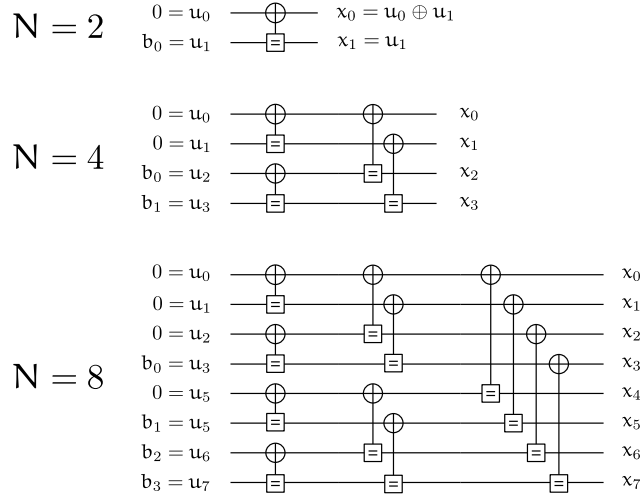 N = 2
0 = u₀ x₀ = u₀ ⊕ u₁
b₀ = u₁ = x₁ = u₁
N = 4
0 = u₀ x₀
0 = u₁ = x₁
b₀ = u₂ = x₂
b₁ = u₃ = = x₃
N = 8
0 = u₀ x₀
0 = u₁ = x₁
0 = u₂ = x₂
b₀ = u₃ = = x₃
0 = u₅ = x₄
b₁ = u₅ = = x₅
b₂ = u₆ = = x₆
b₃ = u₇ = = = x₇